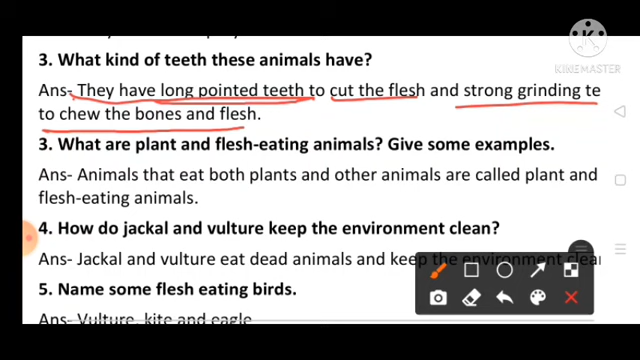 3. What kind of teeth these animals have?
Ans- They have long pointed teeth to cut the flesh and strong grinding te
to chew the bones and flesh.
3. What are plant and flesh-eating animals? Give some examples.
Ans- Animals that eat both plants and other animals are called plant and
flesh-eating animals.
4. How do jackal and vulture keep the environment clean?
Ans- Jackal and vulture eat dead animals and keep the environment clean
5. Name some flesh eating birds.
Ans- Vulture, kite and eagle
KINEMASTER